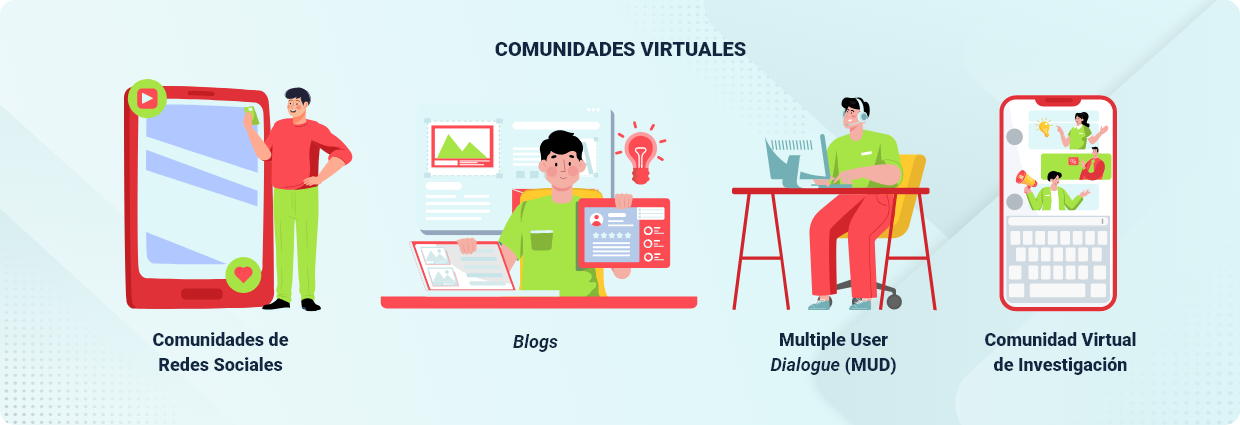 COMUNIDADES VIRTUALES
Comunidades de
Redes Sociales
Blogs
Multiple User
Dialogue (MUD)
Comunidad Virtual
de Investigación